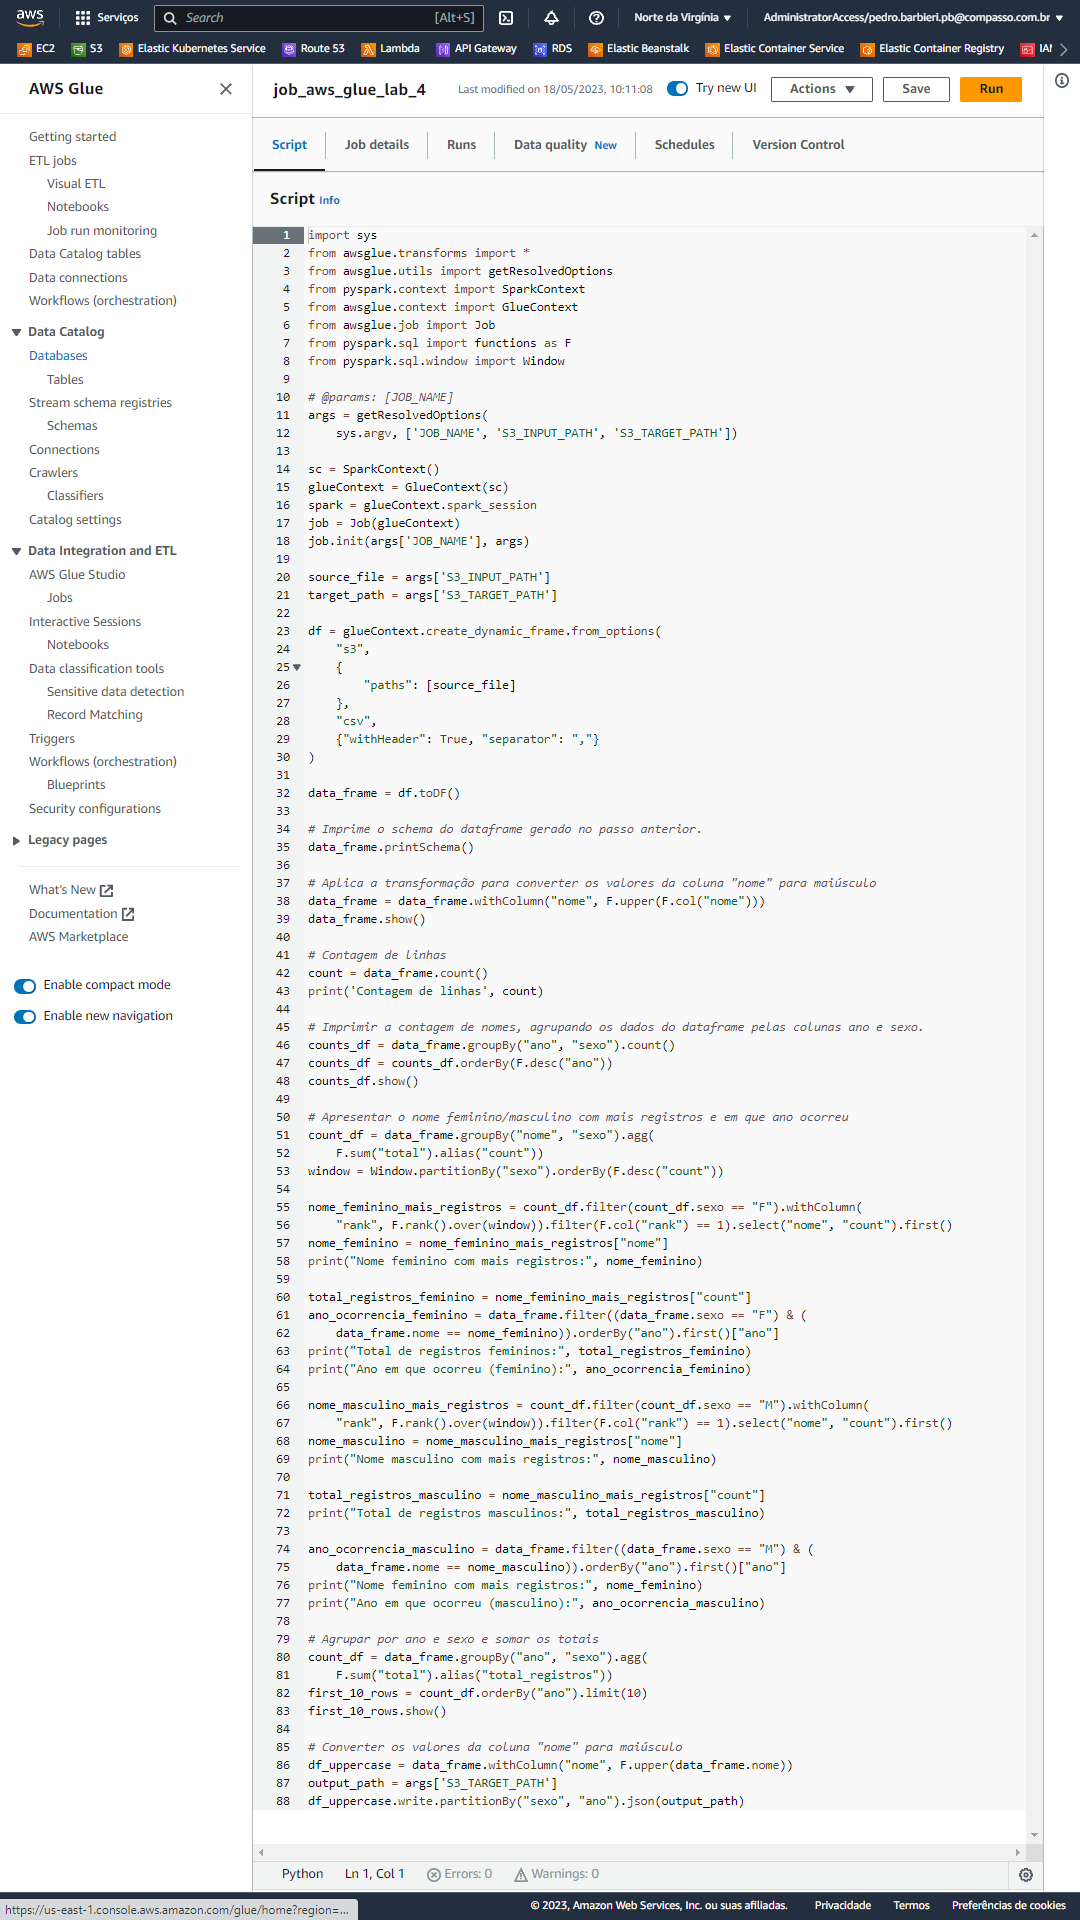 aws
Serviços
Search
[Alt+S]
Norte da Virgínia
AdministratorAccess/pedro.barbieri.pb@compasso.com.br
EC2
S3
Elastic Kubernetes Service
Route 53
Lambda
API Gateway
RDS
Elastic Beanstalk
Elastic Container Service
Elastic Container Registry
AWS Glue
Getting started
ETL jobs
Visual ETL
Notebooks
Job run monitoring
Data Catalog tables
Data connections
Workflows (orchestration)
Data Catalog
Databases
Tables
Stream schema registries
Schemas
Connections
Crawlers
Classifiers
Catalog settings
Data Integration and ETL
AWS Glue Studio
Jobs
Interactive Sessions
Notebooks
Data classification tools
Sensitive data detection
Record Matching
Triggers
Workflows (orchestration)
Blueprints
Security configurations
Legacy pages
What's New
Documentation
AWS Marketplace
Enable compact mode
Enable new navigation
job_aws_glue_lab_4
Last modified on 18/05/2023, 10:11:08
Try new UI
Actions
Save
Run
Script
Job details
Runs
Data quality New
Schedules
Version Control
Script Info
1 import sys
2 from awsglue.transforms import *
3 from awsglue.utils import getResolvedOptions
4 from pyspark.context import SparkContext
5 from awsglue.context import GlueContext
6 from awsglue.job import Job
7 from pyspark.sql import functions as F
8 from pyspark.sql.window import Window
9
10 # @params: [JOB_NAME]
11 args = getResolvedOptions(
12     sys.argv, ['JOB_NAME', 'S3_INPUT_PATH', 'S3_TARGET_PATH'])
13
14 sc = SparkContext()
15 glueContext = GlueContext(sc)
16 spark = glueContext.spark_session
17 job = Job(glueContext)
18 job.init(args['JOB_NAME'], args)
19
20 source_file = args['S3_INPUT_PATH']
21 target_path = args['S3_TARGET_PATH']
22
23 df = glueContext.create_dynamic_frame.from_options(
24     "s3",
25     {
26         "paths": [source_file]
27     },
28     "csv",
29     {"withHeader": True, "separator": ","}
30 )
31
32 data_frame = df.toDF()
33
34 # Imprime o schema do dataframe gerado no passo anterior.
35 data_frame.printSchema()
36
37 # Aplica a transformação para converter os valores da coluna "nome" para maiúsculo
38 data_frame = data_frame.withColumn("nome", F.upper(F.col("nome")))
39 data_frame.show()
40
41 # Contagem de linhas
42 count = data_frame.count()
43 print('Contagem de linhas', count)
44
45 # Imprimir a contagem de nomes, agrupando os dados do dataframe pelas colunas ano e sexo.
46 counts_df = data_frame.groupBy("ano", "sexo").count()
47 counts_df = counts_df.orderBy(F.desc("ano"))
48 counts_df.show()
49
50 # Apresentar o nome feminino/masculino com mais registros e em que ano ocorreu
51 count_df = data_frame.groupBy("nome", "sexo").agg(
52     F.sum("total").alias("count"))
53 window = Window.partitionBy("sexo").orderBy(F.desc("count"))
54
55 nome_feminino_mais_registros = count_df.filter(count_df.sexo == "F").withColumn(
56     "rank", F.rank().over(window)).filter(F.col("rank") == 1).select("nome", "count").first()
57 nome_feminino = nome_feminino_mais_registros["nome"]
58 print("Nome feminino com mais registros:", nome_feminino)
59
60 total_registros_feminino = nome_feminino_mais_registros["count"]
61 ano_ocorrencia_feminino = data_frame.filter((data_frame.sexo == "F") & (
62     data_frame.nome == nome_feminino)).orderBy("ano").first()["ano"]
63 print("Total de registros femininos:", total_registros_feminino)
64 print("Ano em que ocorreu (feminino):", ano_ocorrencia_feminino)
65
66 nome_masculino_mais_registros = count_df.filter(count_df.sexo == "M").withColumn(
67     "rank", F.rank().over(window)).filter(F.col("rank") == 1).select("nome", "count").first()
68 nome_masculino = nome_masculino_mais_registros["nome"]
69 print("Nome masculino com mais registros:", nome_masculino)
70
71 total_registros_masculino = nome_masculino_mais_registros["count"]
72 print("Total de registros masculinos:", total_registros_masculino)
73
74 ano_ocorrencia_masculino = data_frame.filter((data_frame.sexo == "M") & (
75     data_frame.nome == nome_masculino)).orderBy("ano").first()["ano"]
76 print("Nome feminino com mais registros:", nome_feminino)
77 print("Ano em que ocorreu (masculino):", ano_ocorrencia_masculino)
78
79 # Agrupar por ano e sexo e somar os totais
80 count_df = data_frame.groupBy("ano", "sexo").agg(
81     F.sum("total").alias("total_registros"))
82 first_10_rows = count_df.orderBy("ano").limit(10)
83 first_10_rows.show()
84
85 # Converter os valores da coluna "nome" para maiúsculo
86 df_uppercase = data_frame.withColumn("nome", F.upper(data_frame.nome))
87 output_path = args['S3_TARGET_PATH']
88 df_uppercase.write.partitionBy("sexo", "ano").json(output_path)
Python
Ln 1, Col 1
Errors: 0
Warnings: 0
https://us-east-1.console.aws.amazon.com/glue/home?region=...
© 2023, Amazon Web Services, Inc. ou suas afiliadas.
Privacidade
Termos
Preferências de cookies